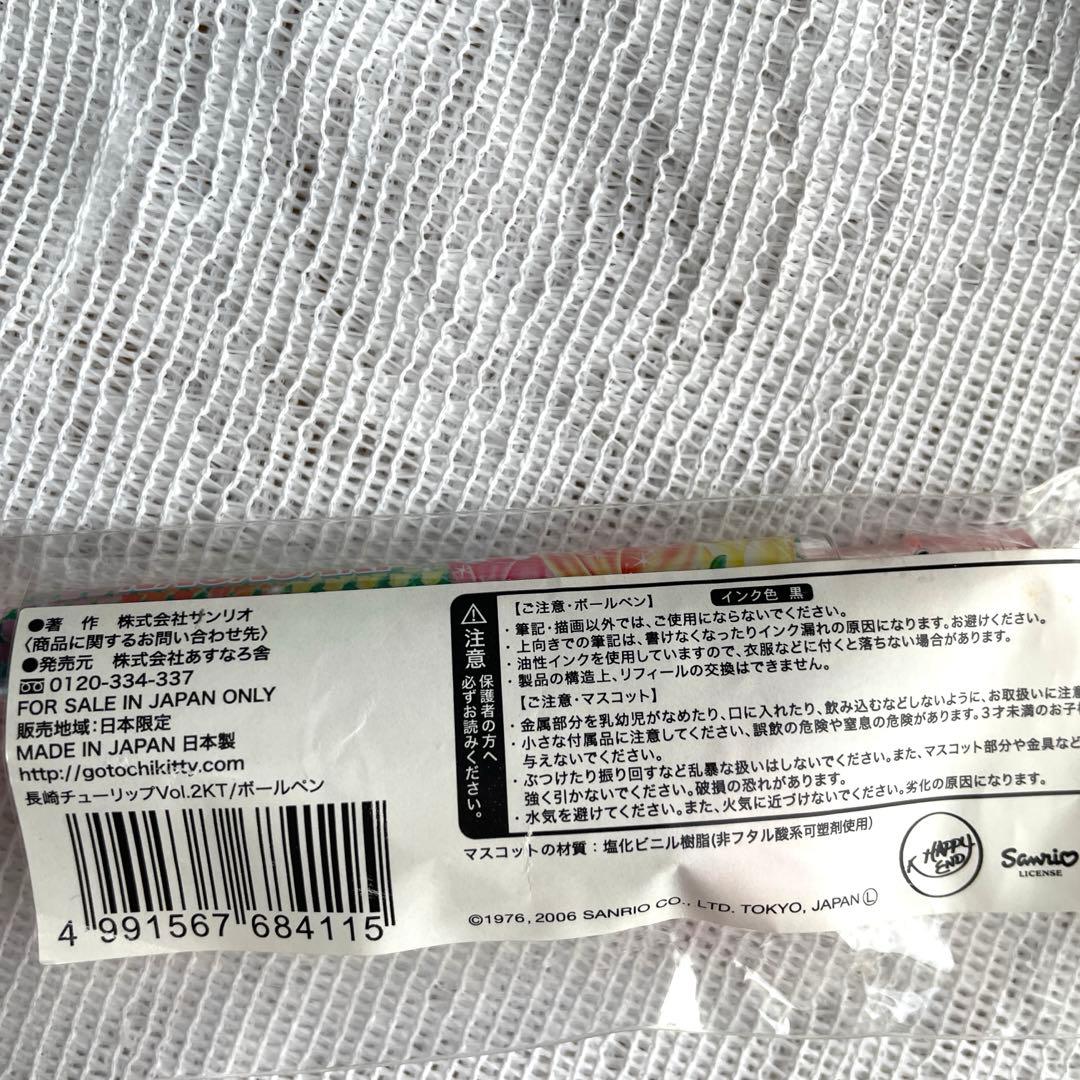 ●著　作　株式会社サンリオ
〈商品に関するお問い合わせ先〉
●発売元　株式会社あすなろ舎
0120-334-337
FOR SALE IN JAPAN ONLY
販売地域:日本限定
MADE IN JAPAN 日本製
http://gotochikitty.com
長崎チューリップVol.2KT/ボールペン
4 991567 684115
注意
保護者の方へ
必ずお読みください。
【ご注意・ボールペン】
インク色　黒
・筆記・描画以外では、ご使用にならないでください。
・上向きでの筆記は、書けなくなったりインク漏れの原因になります。お避けください。
・油性インクを使用していますので、衣服などに付くと落ちない場合があります。
・製品の構造上、リフィールの交換はできません。
【ご注意・マスコット】
・金属部分を乳幼児がなめたり、口に入れたり、飲み込むなどしないように、お取扱いに注意
・小さな付属品に注意してください、誤飲の危険や窒息の危険があります。3才未満のお子様
与えないでください。
・ぶつけたり振り回すなど乱暴な扱いはしないでください。また、マスコット部分や金具など
強く引かないでください。破損の恐れがあります。
・水気を避けてください。また、火気に近づけないでください。劣化の原因になります。
マスコットの材質：塩化ビニル樹脂(非フタル酸系可塑剤使用)
K HAPPY END
Sanrio
LICENSE
©1976, 2006 SANRIO CO., LTD. TOKYO, JAPAN Ⓛ